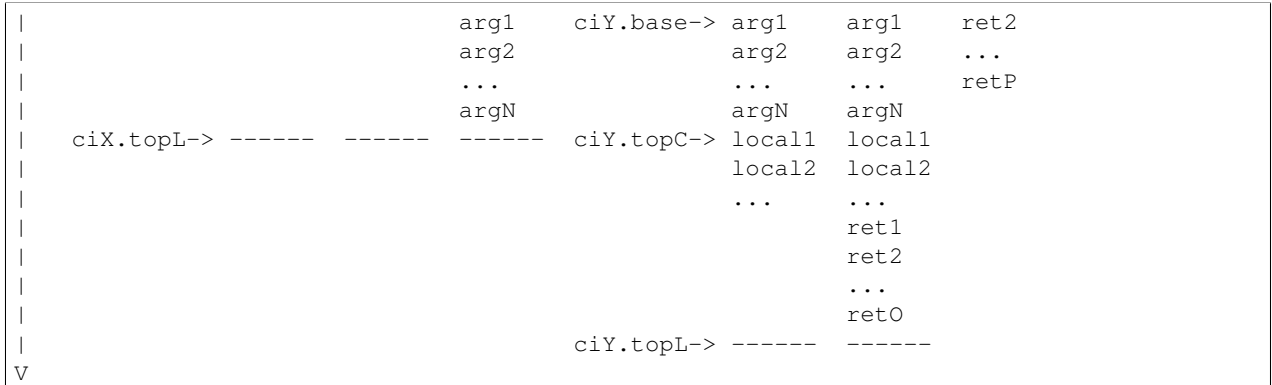 |                          arg1    ciY.base-> arg1   arg1    ret2
|                          arg2               arg2   arg2    ...
|                          ...                ...    ...     retP
|                          argN               argN   argN
|   ciX.topL-> ------  ------  ------  ciY.topC-> local1  local1
|                                             local2  local2
|                                             ...     ...
|                                                     ret1
|                                                     ret2
|                                                     ...
|                                                     retO
|                                  ciY.topL-> ------  ------
V